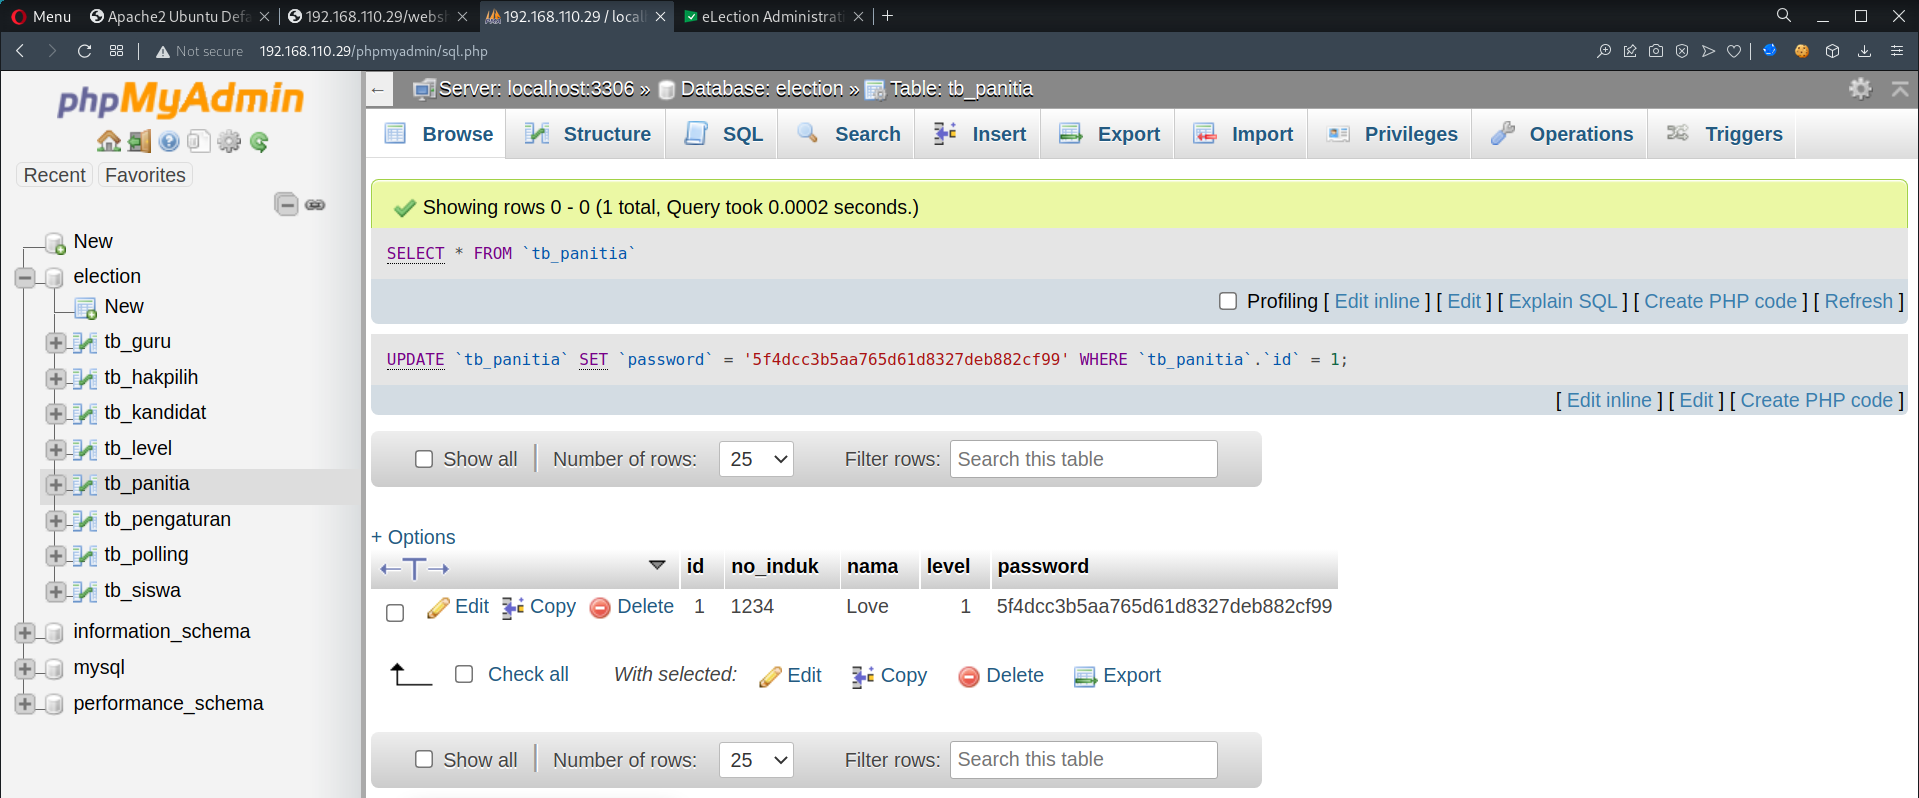 Menu
Apache2 Ubuntu Defa
192.168.110.29/websh
192.168.110.29 / local
eLection Administrati
Not secure 192.168.110.29/phpmyadmin/sql.php
phpMyAdmin
Recent Favorites
New
election
New
tb_guru
tb_hakpilih
tb_kandidat
tb_level
tb_panitia
tb_pengaturan
tb_polling
tb_siswa
information_schema
mysql
performance_schema
Server: localhost:3306 » Database: election » Table: tb_panitia
Browse Structure SQL Search Insert Export Import Privileges Operations Triggers
Showing rows 0 - 0 (1 total, Query took 0.0002 seconds.)
SELECT * FROM `tb_panitia`
Profiling [ Edit inline ] [ Edit ] [ Explain SQL ] [ Create PHP code ] [ Refresh ]
UPDATE `tb_panitia` SET `password` = '5f4dcc3b5aa765d61d8327deb882cf99' WHERE `tb_panitia`.`id` = 1;
[ Edit inline ] [ Edit ] [ Create PHP code ]
Show all Number of rows: 25 Filter rows: Search this table
+ Options
id no_induk nama level password
Edit Copy Delete 1 1234 Love 1 5f4dcc3b5aa765d61d8327deb882cf99
Check all With selected: Edit Copy Delete Export
Show all Number of rows: 25 Filter rows: Search this table